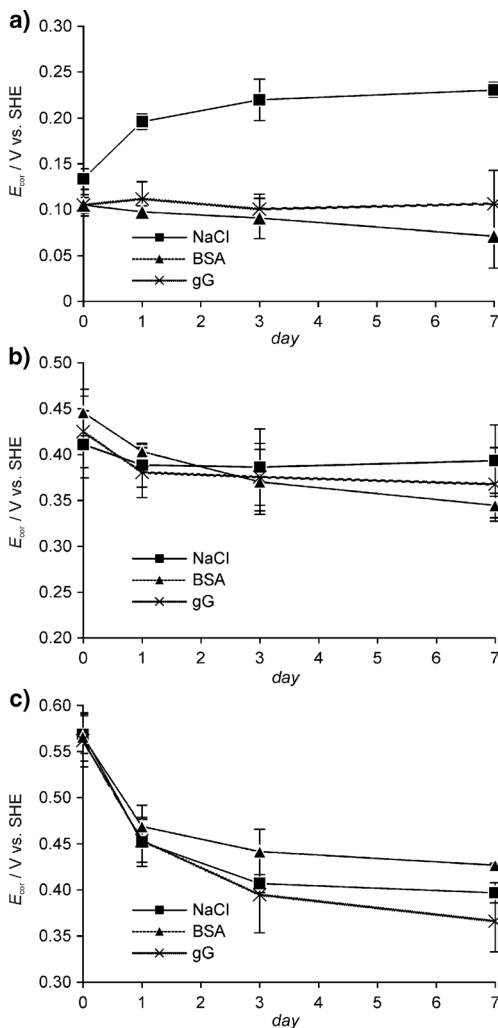 a)
0.30
0.25
0.20
0.15
0.10
0.05
0
E cor / V vs. SHE
NaCl
BSA
gG
0 1 2 3 4 5 6 7
day
b)
0.50
0.45
0.40
0.35
0.30
0.25
0.20
E cor / V vs. SHE
NaCl
BSA
gG
0 1 2 3 4 5 6 7
day
c)
0.60
0.55
0.50
0.45
0.40
0.35
0.30
E cor / V vs. SHE
NaCl
BSA
gG
0 1 2 3 4 5 6 7
day